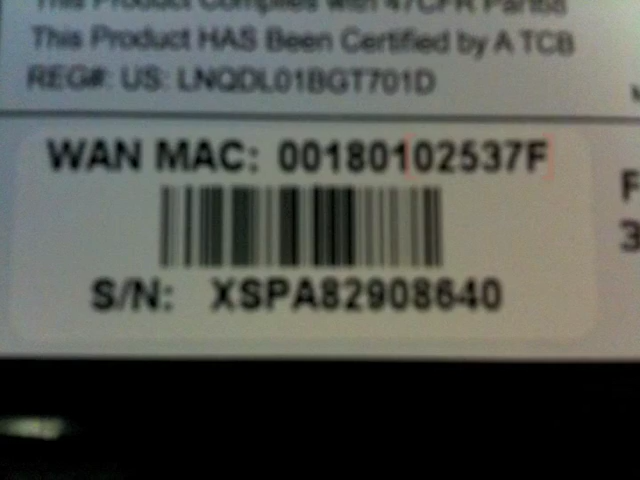 This Product Complies with 47CFR Part68
This Product HAS Been Certified by A TCB
REG#: US: LNQDL01BGT701D
WAN MAC: 00180102537F
S/N: XSPA82908640